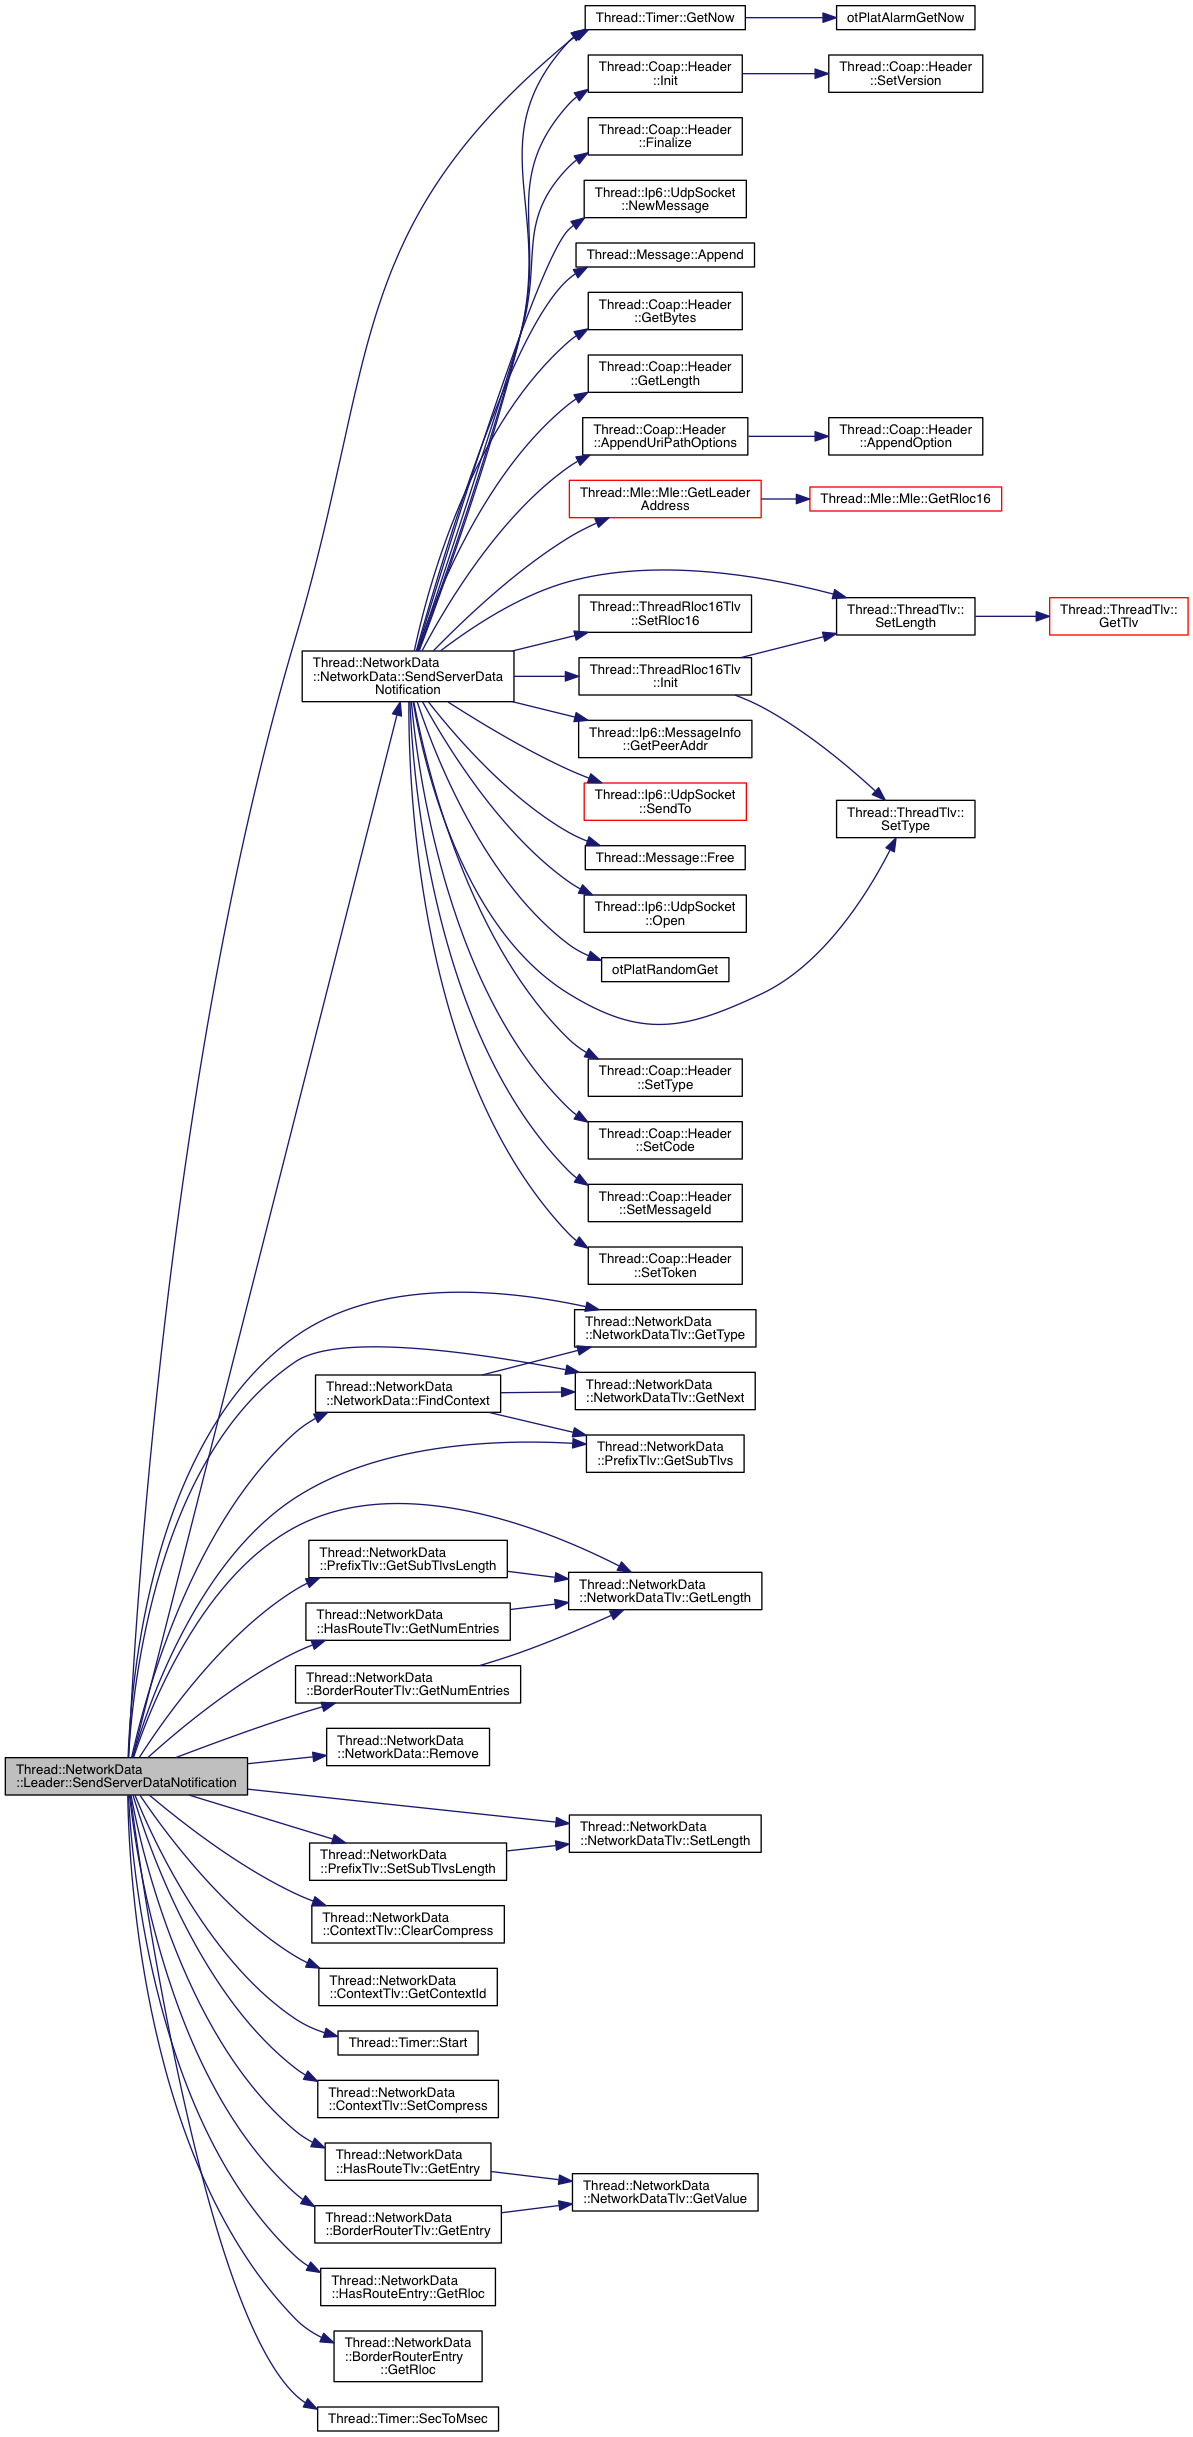 Thread::Timer::GetNow
otPlatAlarmGetNow
Thread::Coap::Header
::Init
Thread::Coap::Header
::SetVersion
Thread::Coap::Header
::Finalize
Thread::Ip6::UdpSocket
::NewMessage
Thread::Message::Append
Thread::Coap::Header
::GetBytes
Thread::Coap::Header
::GetLength
Thread::Coap::Header
::AppendUriPathOptions
Thread::Coap::Header
::AppendOption
Thread::Mle::Mle::GetLeader
Address
Thread::Mle::Mle::GetRloc16
Thread::ThreadRloc16Tlv
::SetRloc16
Thread::ThreadTlv::
SetLength
Thread::ThreadTlv::
GetTlv
Thread::NetworkData
::NetworkData::SendServerData
Notification
Thread::ThreadRloc16Tlv
::Init
Thread::Ip6::MessageInfo
::GetPeerAddr
Thread::Ip6::UdpSocket
::SendTo
Thread::ThreadTlv::
SetType
Thread::Message::Free
Thread::Ip6::UdpSocket
::Open
otPlatRandomGet
Thread::Coap::Header
::SetType
Thread::Coap::Header
::SetCode
Thread::Coap::Header
::SetMessageId
Thread::Coap::Header
::SetToken
Thread::NetworkData
::NetworkDataTlv::GetType
Thread::NetworkData
::NetworkData::FindContext
Thread::NetworkData
::NetworkDataTlv::GetNext
Thread::NetworkData
::PrefixTlv::GetSubTlvs
Thread::NetworkData
::PrefixTlv::GetSubTlvsLength
Thread::NetworkData
::NetworkDataTlv::GetLength
Thread::NetworkData
::HasRouteTlv::GetNumEntries
Thread::NetworkData
::BorderRouterTlv::GetNumEntries
Thread::NetworkData
::NetworkData::Remove
Thread::NetworkData
::Leader::SendServerDataNotification
Thread::NetworkData
::NetworkDataTlv::SetLength
Thread::NetworkData
::PrefixTlv::SetSubTlvsLength
Thread::NetworkData
::ContextTlv::ClearCompress
Thread::NetworkData
::ContextTlv::GetContextId
Thread::Timer::Start
Thread::NetworkData
::ContextTlv::SetCompress
Thread::NetworkData
::HasRouteTlv::GetEntry
Thread::NetworkData
::NetworkDataTlv::GetValue
Thread::NetworkData
::BorderRouterTlv::GetEntry
Thread::NetworkData
::HasRouteEntry::GetRloc
Thread::NetworkData
::BorderRouterEntry
::GetRloc
Thread::Timer::SecToMsec